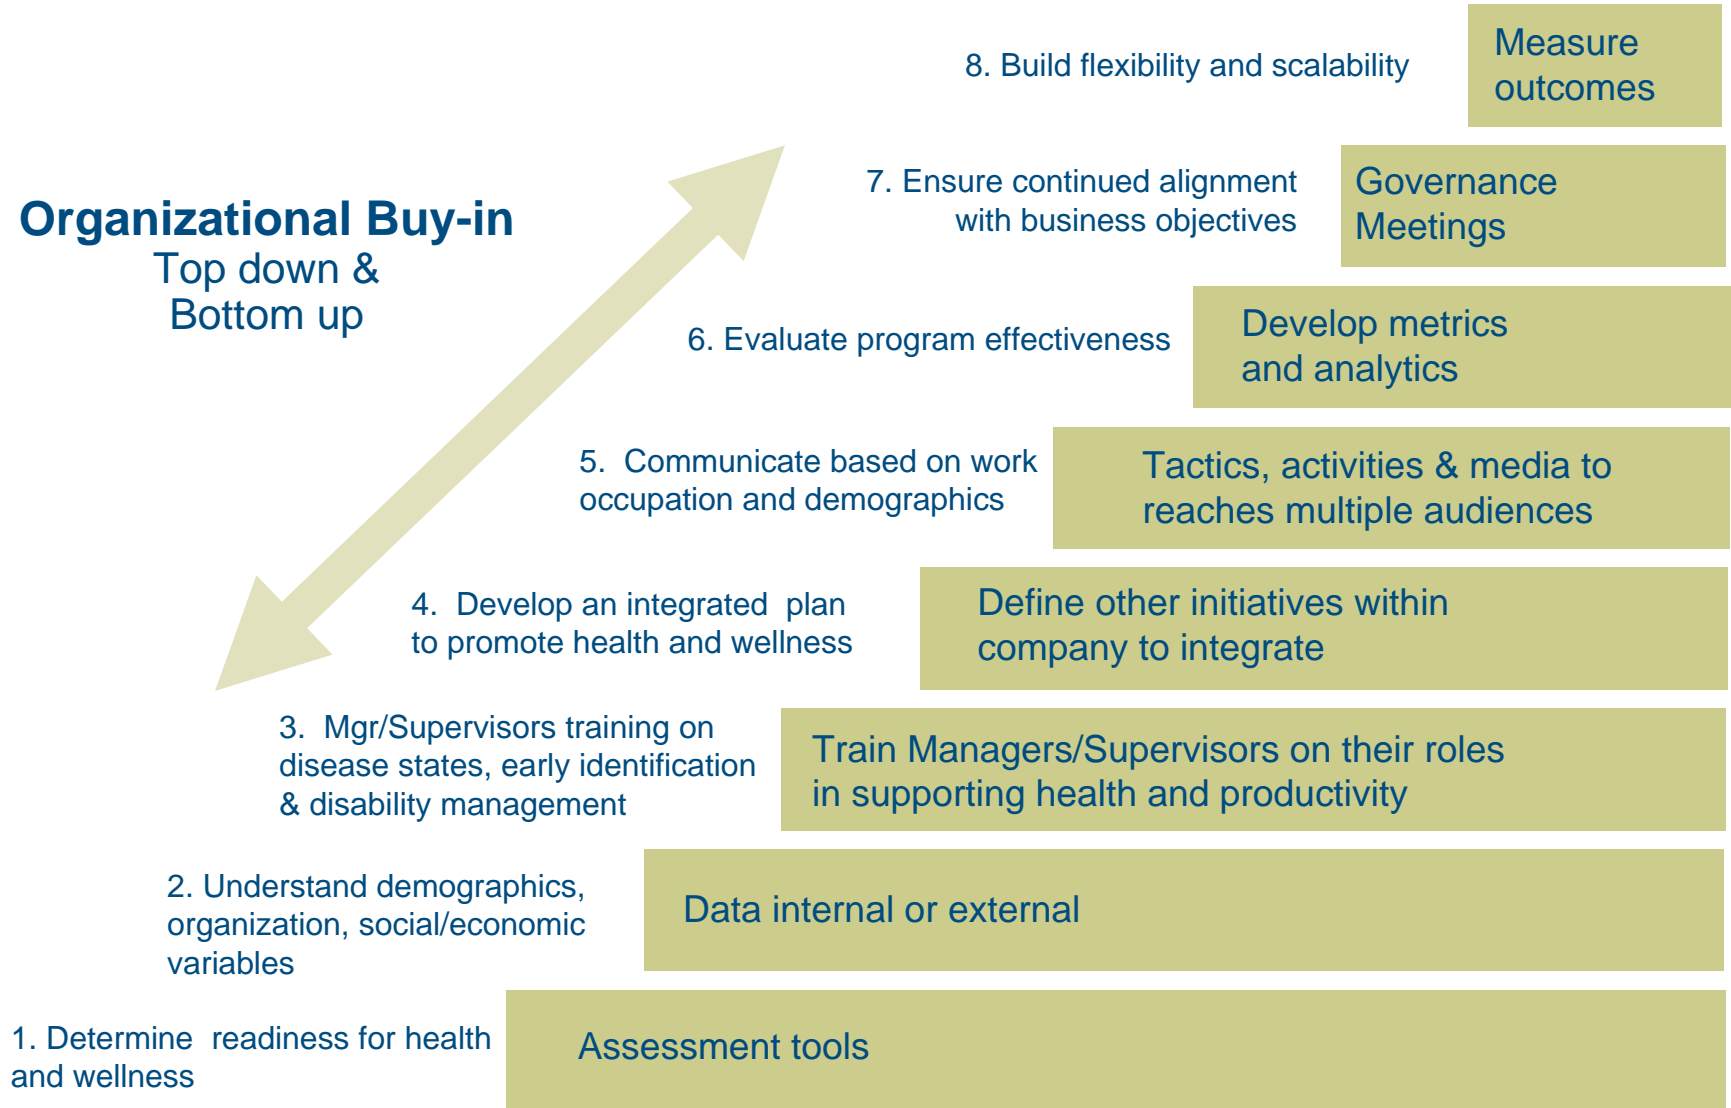 8. Build flexibility and scalability
Measure
outcomes
7. Ensure continued alignment
with business objectives
Governance
Meetings
Organizational Buy-in
Top down &
Bottom up
6. Evaluate program effectiveness
Develop metrics
and analytics
5.  Communicate based on work
occupation and demographics
Tactics, activities & media to
reaches multiple audiences
4.  Develop an integrated  plan
to promote health and wellness
Define other initiatives within
company to integrate
3.  Mgr/Supervisors training on
disease states, early identification
& disability management
Train Managers/Supervisors on their roles
in supporting health and productivity
2. Understand demographics,
organization, social/economic
variables
Data internal or external
1. Determine  readiness for health
and wellness
Assessment tools